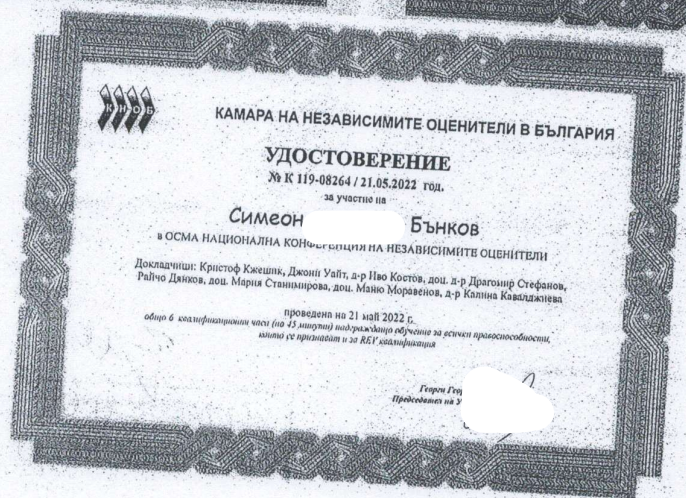 КНОБ
КАМАРА НА НЕЗАВИСИМИТЕ ОЦЕНИТЕЛИ В БЪЛГАРИЯ
УДОСТОВЕРЕНИЕ
№ К 119-08264 / 21.05.2022 год.
за участие на
Симеон Бънков
в ОСМА НАЦИОНАЛНА КОНФЕРЕНЦИЯ НА НЕЗАВИСИМИТЕ ОЦЕНИТЕЛИ
Докладчици: Кристоф Кжешик, Джони Уайт, д-р Иво Костов, доц. д-р Драгомир Стефанов,
Райчо Дянков, доц. Мария Станимирова, доц. Маню Моравенов, д-р Калина Кавалджиева
проведена на 21 май 2022 г.
общо 6 квалификационни часа (по 45 минути) надграждащо обучение за всички правоспособности,
които се признават и за REV квалификация
Георги
Председател на